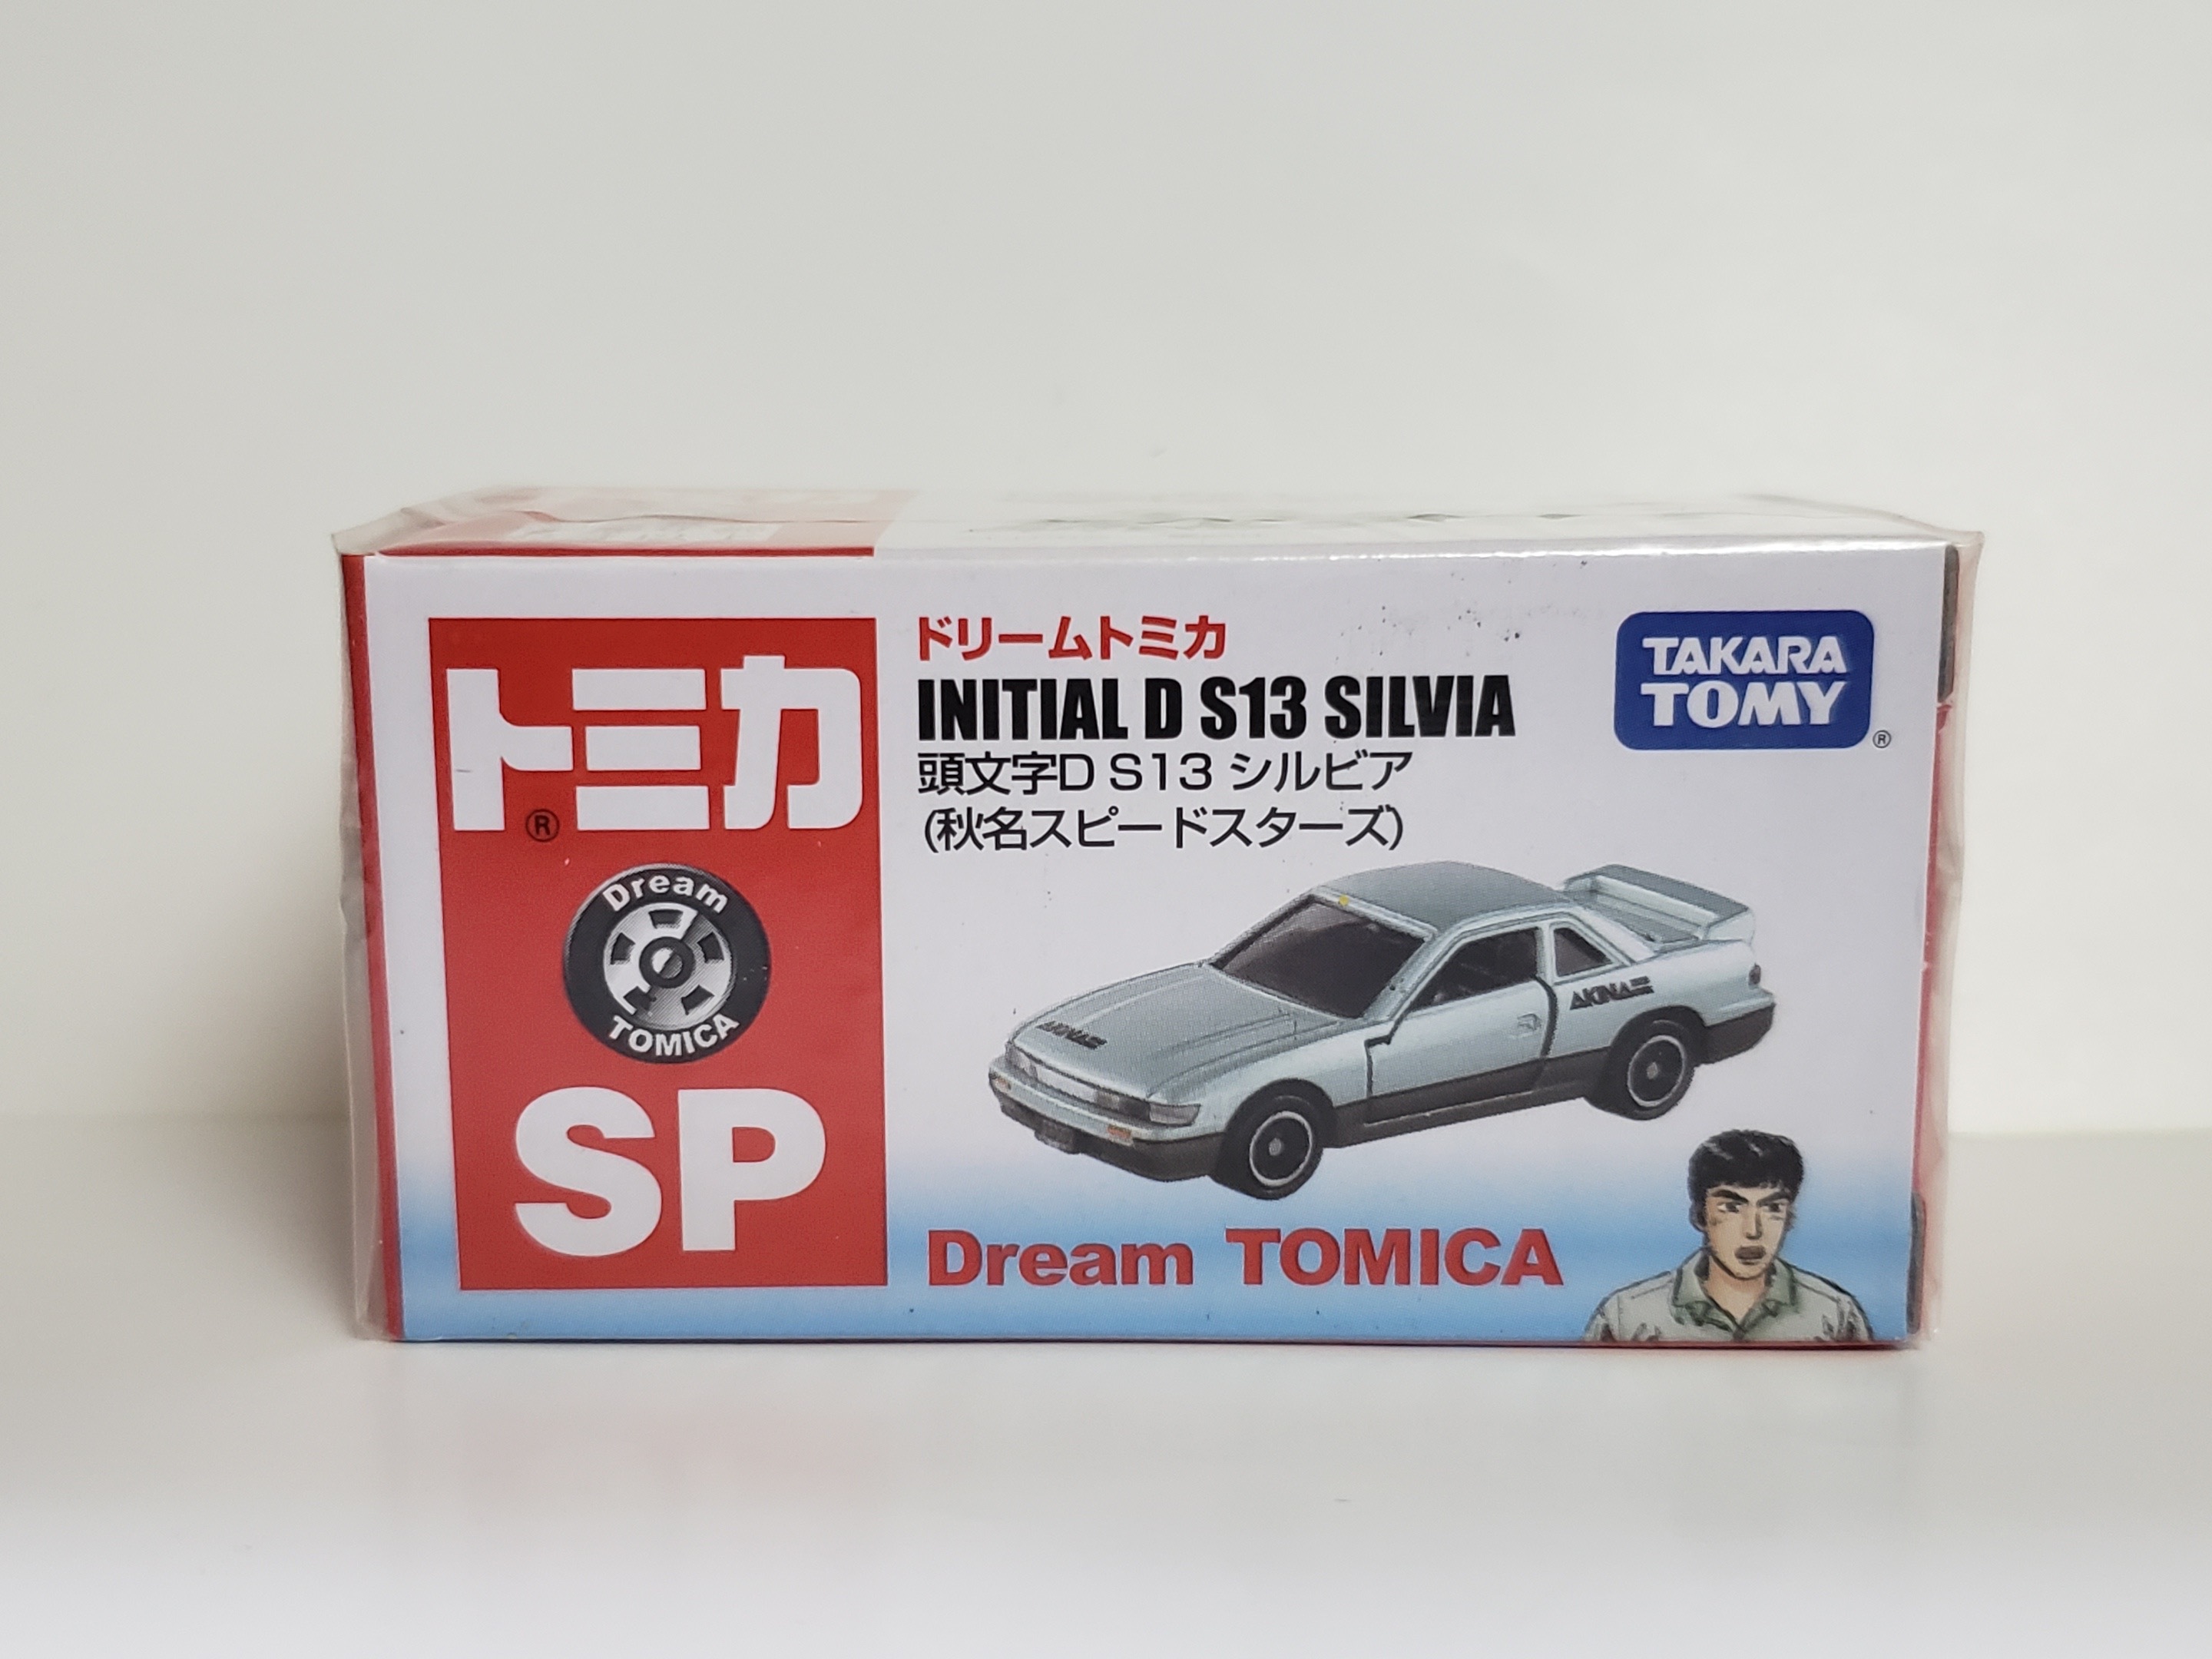 トミカ
®
Dream
TOMICA
SP
ドリームトミカ
INITIAL D S13 SILVIA
頭文字D S13 シルビア
(秋名スピードスターズ)
TAKARA
TOMY
®
AKINA
AKINA
Dream TOMICA